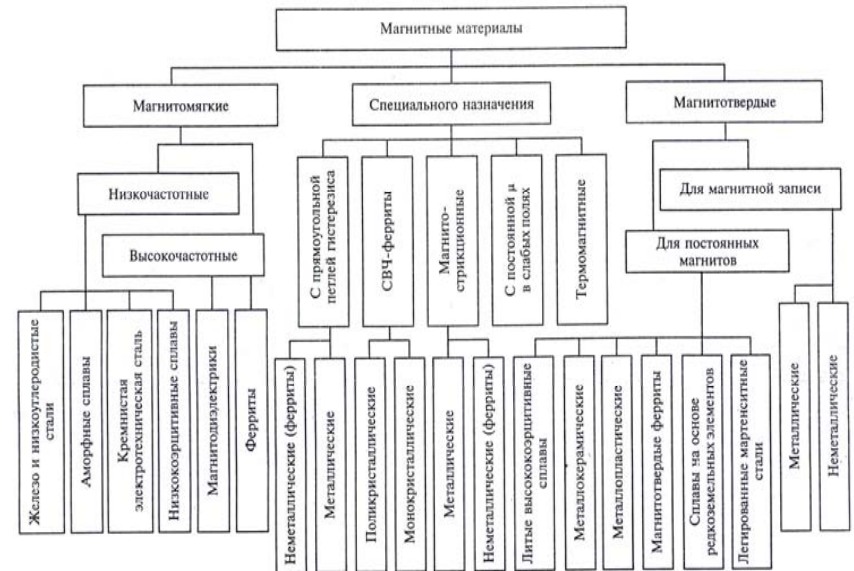 Магнитные материалы
Магнитомягкие
Специального назначения
Магнитотвердые
Низкочастотные
Высокочастотные
С прямоугольной
петлей гистерезиса
СВЧ-ферриты
Магнито-
стрикционные
С постоянной μ
в слабых полях
Термомагнитные
Для магнитной записи
Для постоянных
магнитов
Железо и низкоуглеродистые
стали
Аморфные сплавы
Кремнистая
электротехническая сталь
Низкокоэрцитивные сплавы
Магнитодиэлектрики
Ферриты
Неметаллические (ферриты)
Металлические
Поликристаллические
Монокристаллические
Металлические
Неметаллические (ферриты)
Литые высококоэрцитивные
сплавы
Металлокерамические
Металлопластические
Магнитотвердые ферриты
Сплавы на основе
редкоземельных элементов
Легированные мартенситные
стали
Металлические
Неметаллические